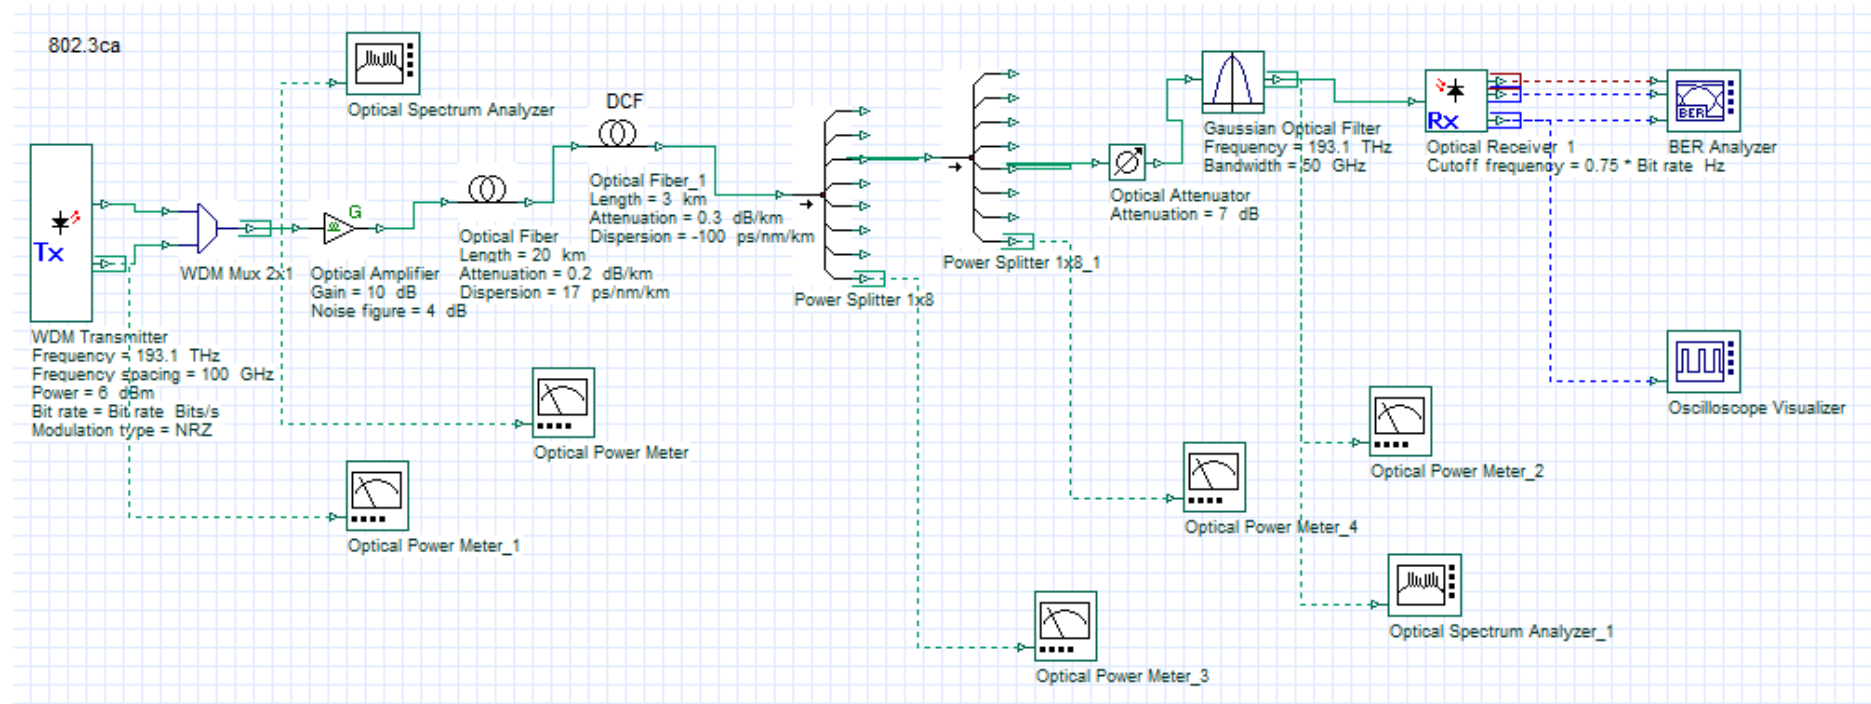 802.3ca
Optical Spectrum Analyzer
DCF
Tx
WDM Transmitter
Frequency = 193.1 THz
Frequency spacing = 100 GHz
Power = 6 dBm
Bit rate = Bit rate Bits/s
Modulation type = NRZ
WDM Mux 2x1
G
Optical Amplifier
Gain = 10 dB
Noise figure = 4 dB
Optical Fiber
Length = 20 km
Attenuation = 0.2 dB/km
Dispersion = 17 ps/nm/km
Optical Fiber_1
Length = 3 km
Attenuation = 0.3 dB/km
Dispersion = -100 ps/nm/km
Power Splitter 1x8
Power Splitter 1x8_1
Optical Attenuator
Attenuation = 7 dB
Gaussian Optical Filter
Frequency = 193.1 THz
Bandwidth = 50 GHz
Rx
Optical Receiver_1
Cutoff frequency = 0.75 * Bit rate Hz
BER
BER Analyzer
Oscilloscope Visualizer
Optical Power Meter
Optical Power Meter_1
Optical Power Meter_2
Optical Power Meter_4
Optical Spectrum Analyzer_1
Optical Power Meter_3